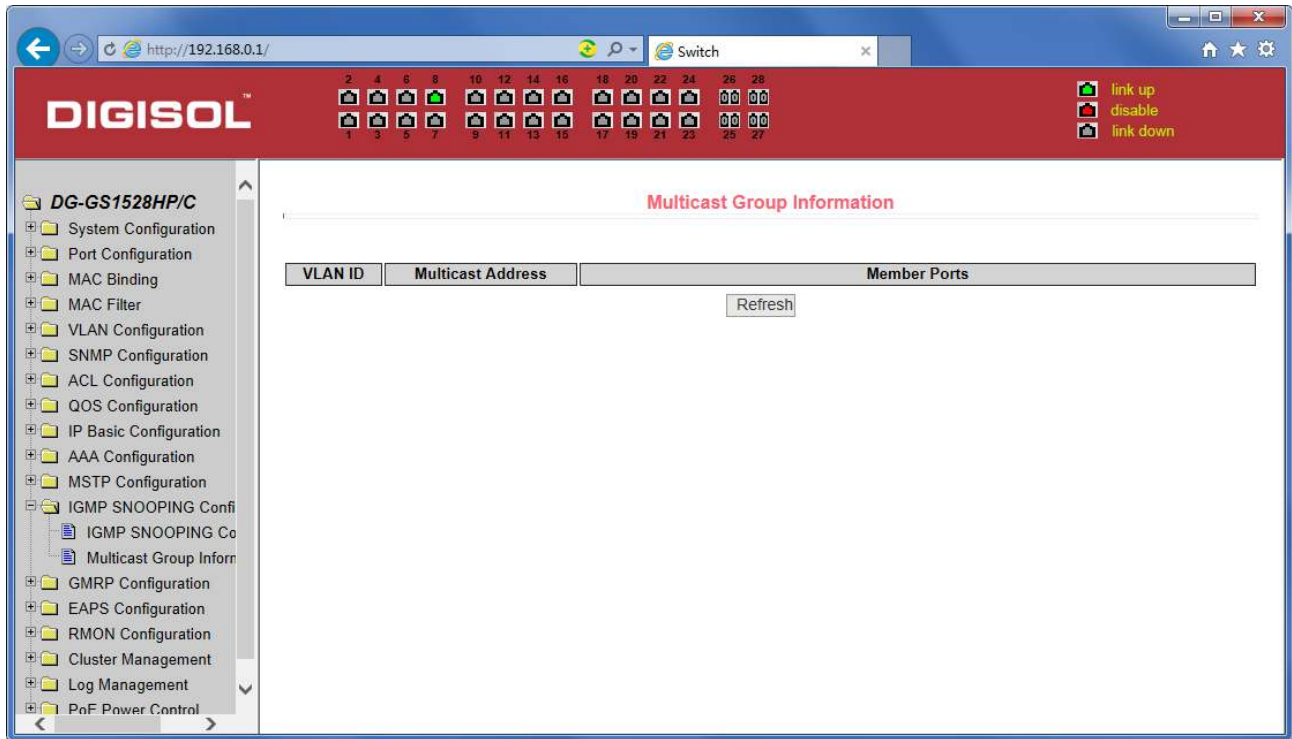 http://192.168.0.1/
Switch
DIGISOL™
2 4 6 8 10 12 14 16 18 20 22 24 26 28
1 3 5 7 9 11 13 15 17 19 21 23 25 27
link up
disable
link down
DG-GS1528HP/C
System Configuration
Port Configuration
MAC Binding
MAC Filter
VLAN Configuration
SNMP Configuration
ACL Configuration
QOS Configuration
IP Basic Configuration
AAA Configuration
MSTP Configuration
IGMP SNOOPING Confi
IGMP SNOOPING Co
Multicast Group Inform
GMRP Configuration
EAPS Configuration
RMON Configuration
Cluster Management
Log Management
PoE Power Control
Multicast Group Information
VLAN ID Multicast Address Member Ports
Refresh